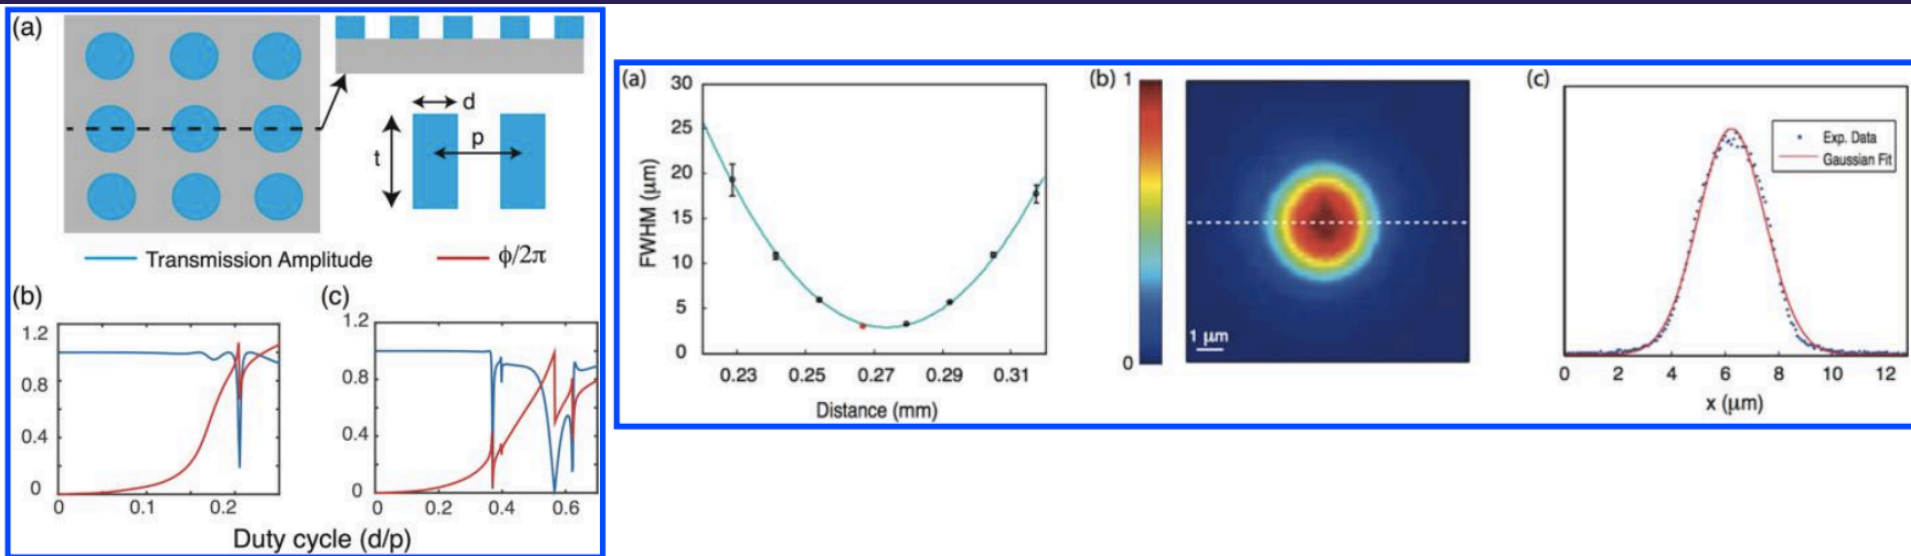 (a)
d
p
t
Transmission Amplitude
ϕ/2π
(b)
1.2
0.8
0.4
0
0
0.1
0.2
(c)
1.2
0.8
0.4
0
0
0.2
0.4
0.6
Duty cycle (d/p)
(a)
30
25
20
15
10
5
0
FWHM (μm)
0.23
0.25
0.27
0.29
0.31
Distance (mm)
(b)
1
0
1 μm
(c)
Exp. Data
Gaussian Fit
0
2
4
6
8
10
12
x (μm)